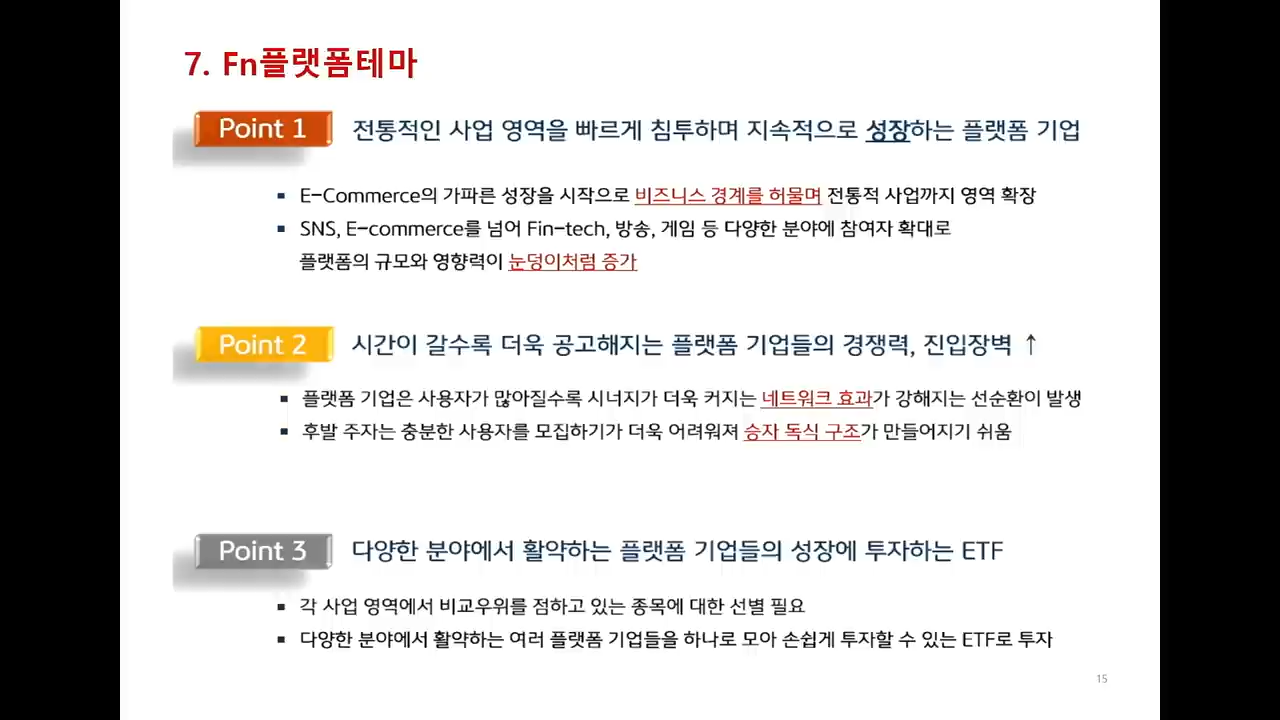 7. Fn플랫폼테마
Point 1 전통적인 사업 영역을 빠르게 침투하며 지속적으로 성장하는 플랫폼 기업
▪ E-Commerce의 가파른 성장을 시작으로 비즈니스 경계를 허물며 전통적 사업까지 영역 확장
▪ SNS, E-commerce를 넘어 Fin-tech, 방송, 게임 등 다양한 분야에 참여자 확대로
플랫폼의 규모와 영향력이 눈덩이처럼 증가
Point 2 시간이 갈수록 더욱 공고해지는 플랫폼 기업들의 경쟁력, 진입장벽 ↑
▪ 플랫폼 기업은 사용자가 많아질수록 시너지가 더욱 커지는 네트워크 효과가 강해지는 선순환이 발생
▪ 후발 주자는 충분한 사용자를 모집하기가 더욱 어려워져 승자 독식 구조가 만들어지기 쉬움
Point 3 다양한 분야에서 활약하는 플랫폼 기업들의 성장에 투자하는 ETF
▪ 각 사업 영역에서 비교우위를 점하고 있는 종목에 대한 선별 필요
▪ 다양한 분야에서 활약하는 여러 플랫폼 기업들을 하나로 모아 손쉽게 투자할 수 있는 ETF로 투자
15